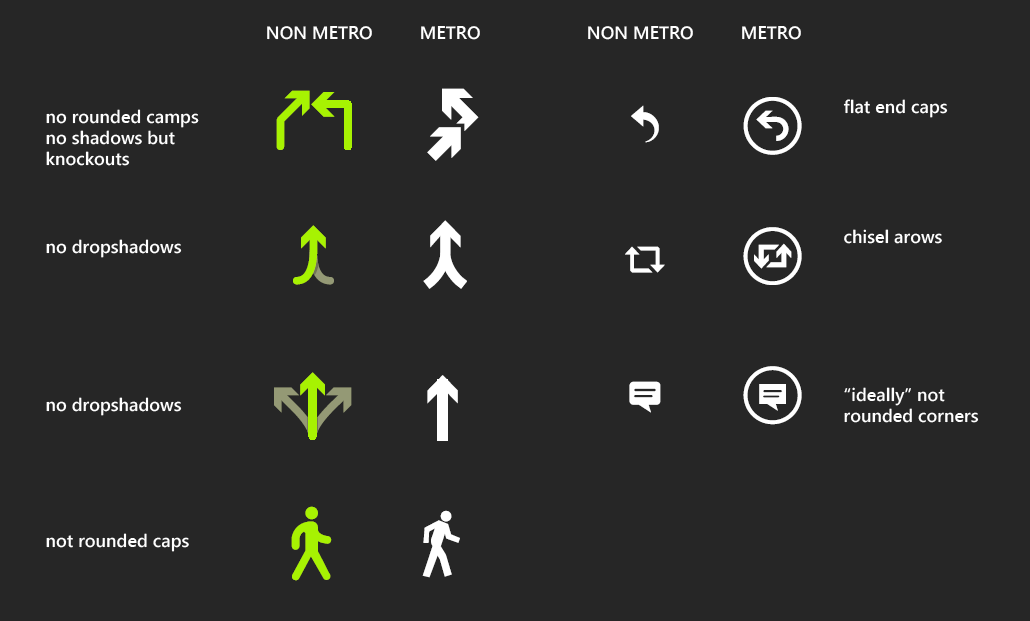 NON METRO METRO NON METRO METRO
no rounded camps
no shadows but
knockouts
flat end caps
no dropshadows
chisel arows
no dropshadows
“ideally” not
rounded corners
not rounded caps